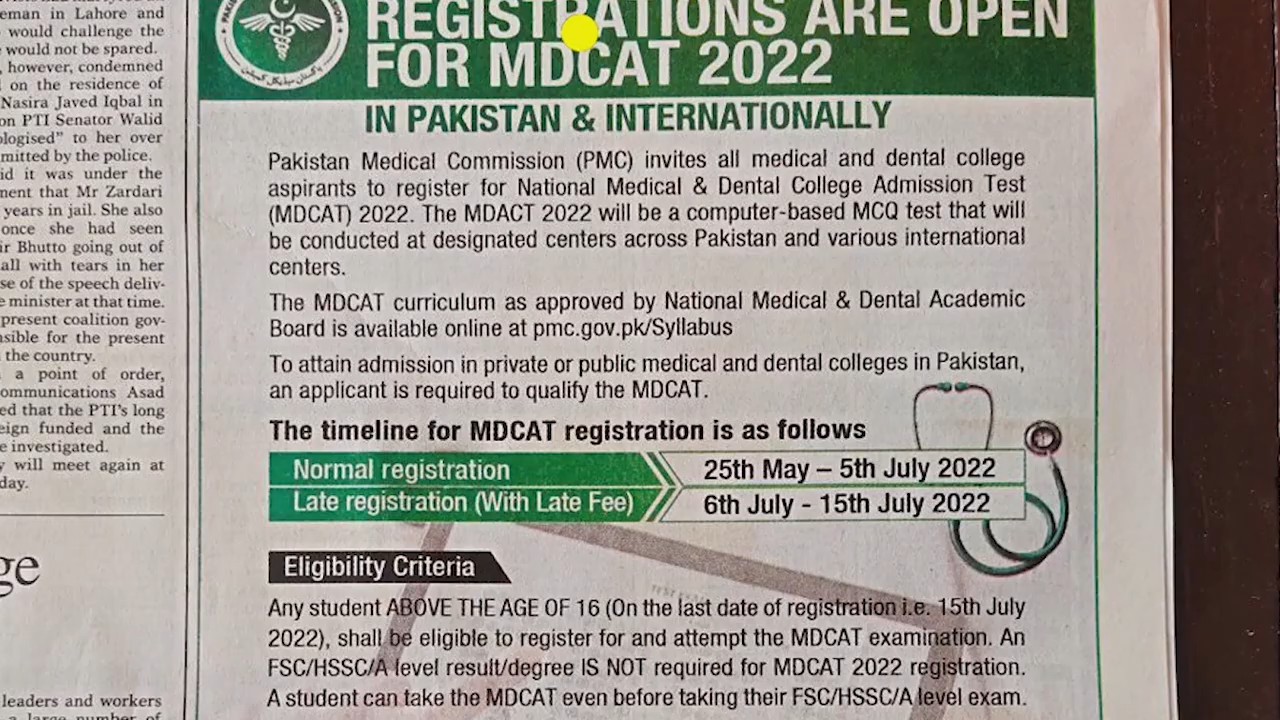 eman in Lahore and
would challenge the
would not be spared.
, however, condemned
on the residence of
Nasira Javed Iqbal in
on PTI Senator Walid
ologised" to her over
mitted by the police.
id it was under the
ment that Mr Zardari
years in jail. She also
once she had seen
ir Bhutto going out of
all with tears in her
se of the speech deliv-
e minister at that time.
present coalition gov-
nsible for the present
the country.
a point of order,
ommunications Asad
ed that the PTI's long
eign funded and the
e investigated.
y will meet again at
day.
ge
leaders and workers
a large number of
REGISTRATIONS ARE OPEN
FOR MDCAT 2022
IN PAKISTAN & INTERNATIONALLY
Pakistan Medical Commission (PMC) invites all medical and dental college
aspirants to register for National Medical & Dental College Admission Test
(MDCAT) 2022. The MDACT 2022 will be a computer-based MCQ test that will
be conducted at designated centers across Pakistan and various international
centers.
The MDCAT curriculum as approved by National Medical & Dental Academic
Board is available online at pmc.gov.pk/Syllabus
To attain admission in private or public medical and dental colleges in Pakistan,
an applicant is required to qualify the MDCAT.
The timeline for MDCAT registration is as follows
Normal registration 25th May – 5th July 2022
Late registration (With Late Fee) 6th July - 15th July 2022
Eligibility Criteria
Any student ABOVE THE AGE OF 16 (On the last date of registration i.e. 15th July
2022), shall be eligible to register for and attempt the MDCAT examination. An
FSC/HSSC/A level result/degree IS NOT required for MDCAT 2022 registration.
A student can take the MDCAT even before taking their FSC/HSSC/A level exam.